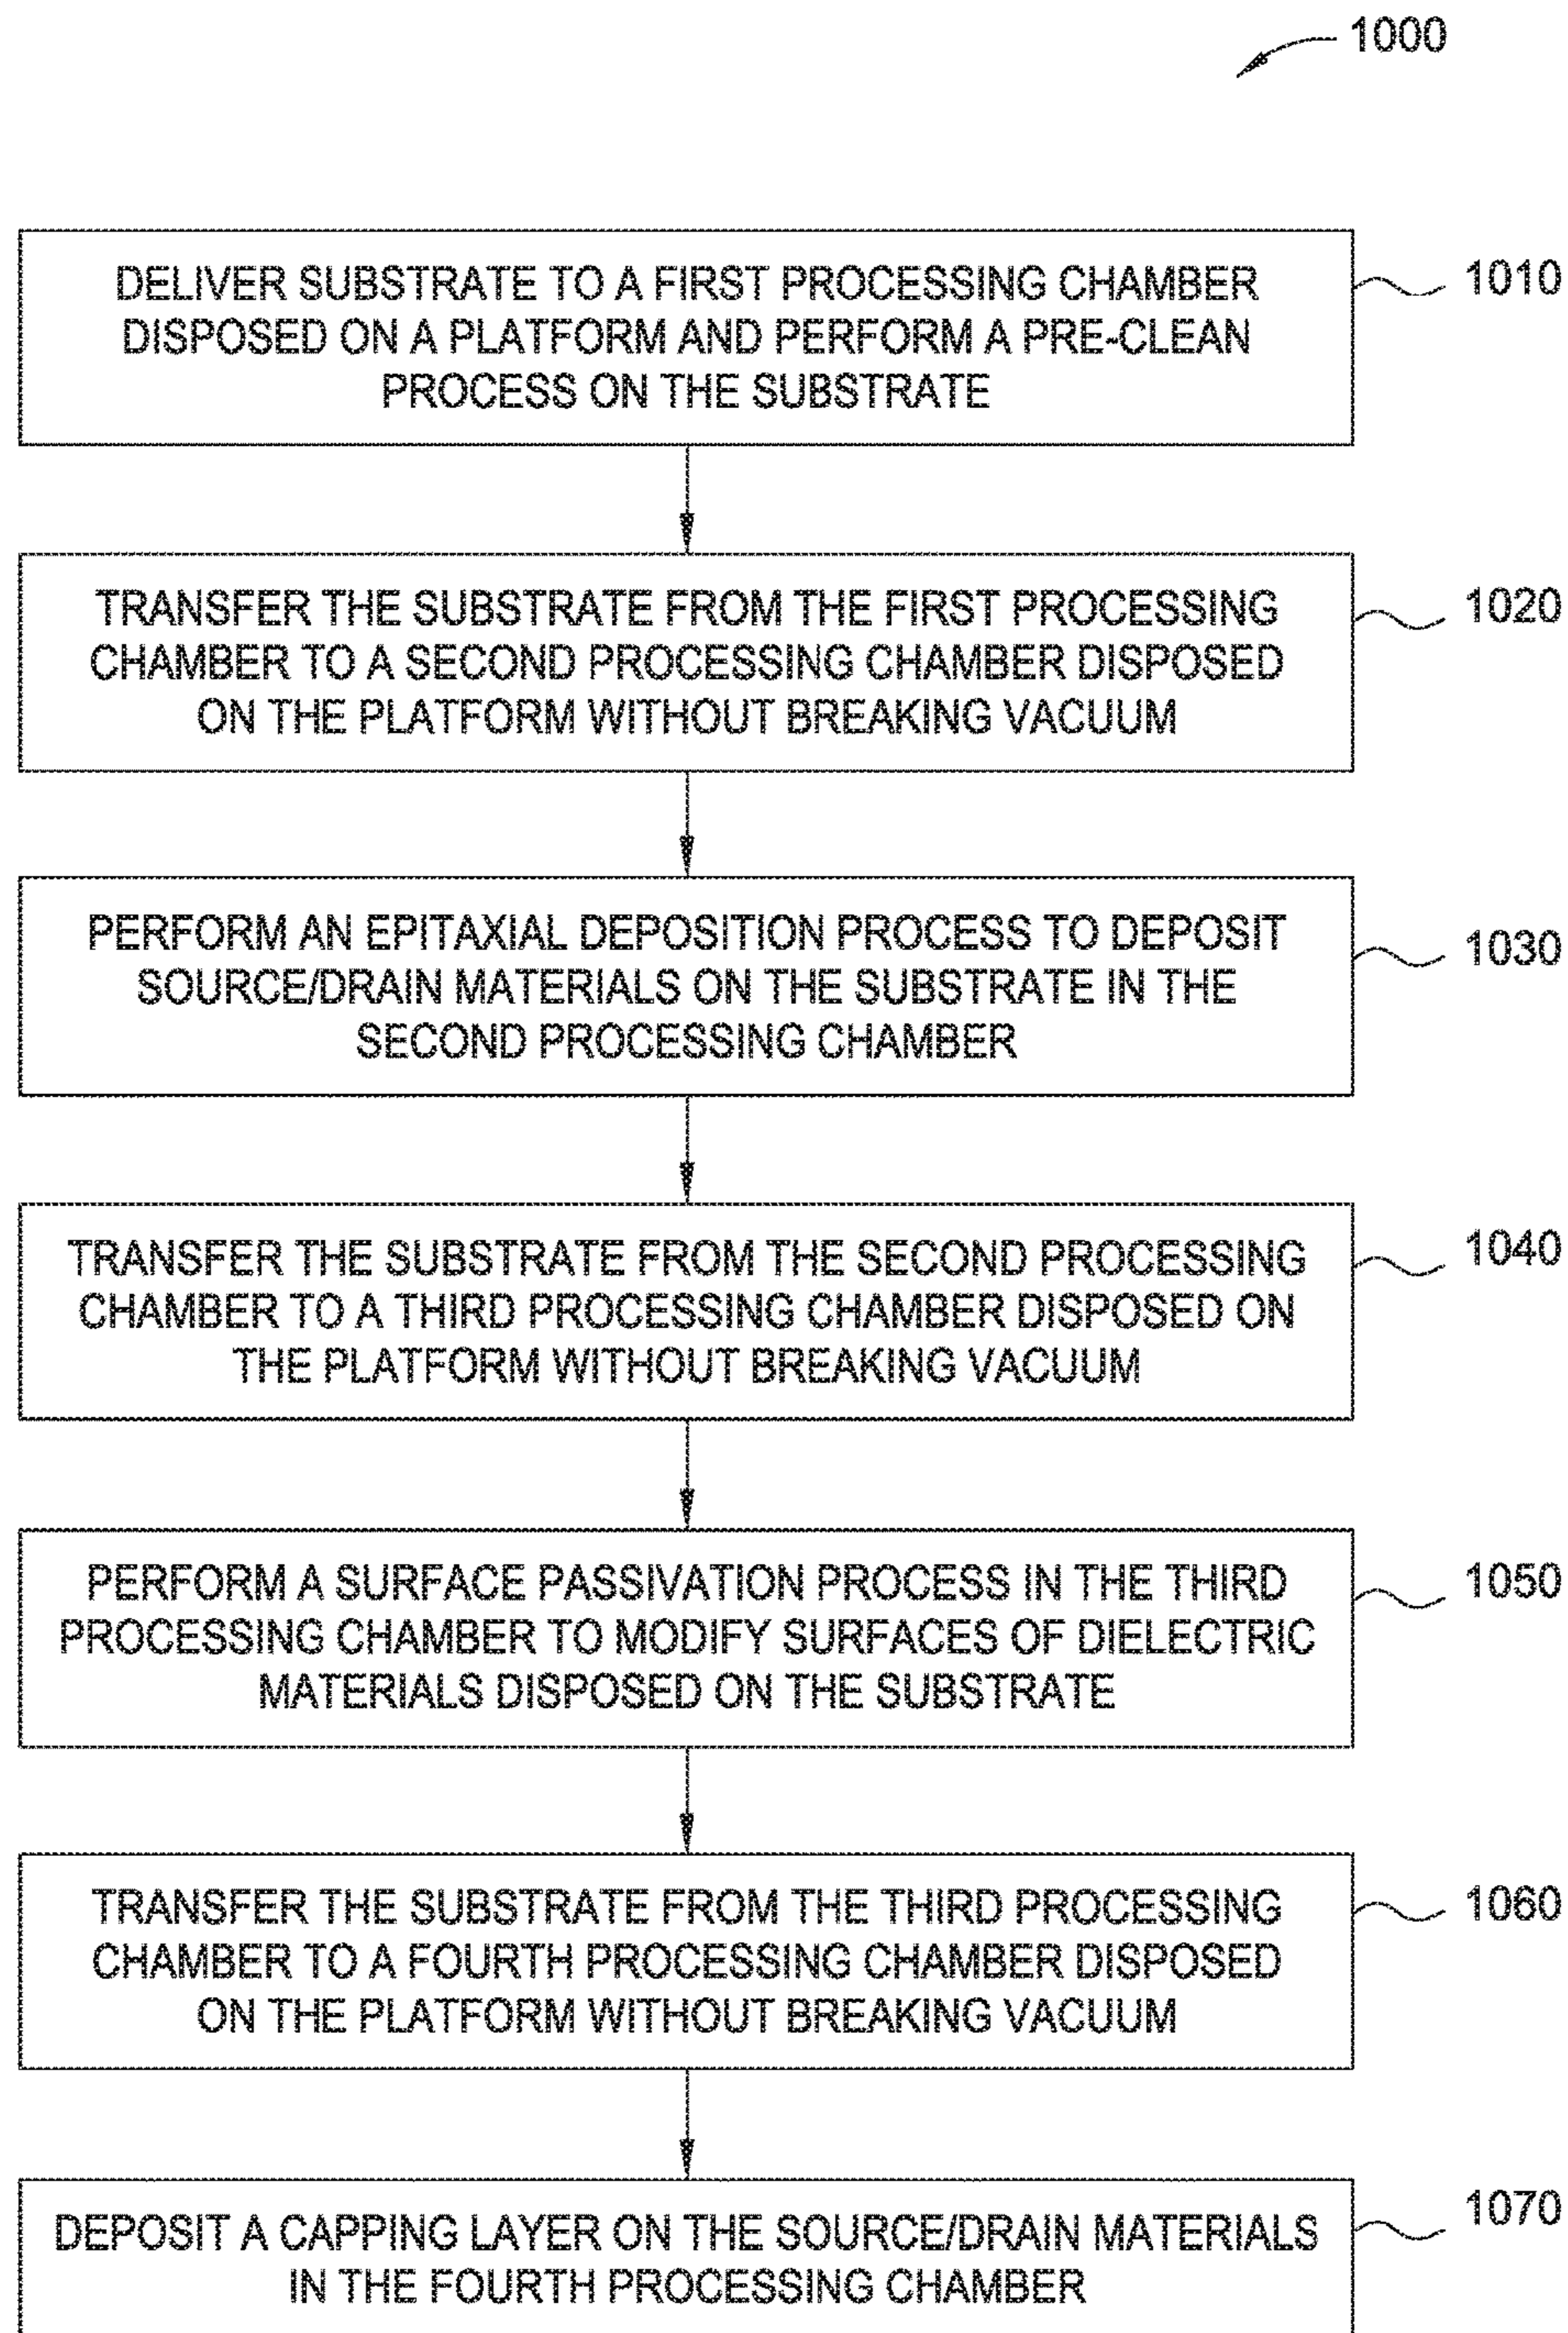 1000
DELIVER SUBSTRATE TO A FIRST PROCESSING CHAMBER
DISPOSED ON A PLATFORM AND PERFORM A PRE-CLEAN
PROCESS ON THE SUBSTRATE
1010
TRANSFER THE SUBSTRATE FROM THE FIRST PROCESSING
CHAMBER TO A SECOND PROCESSING CHAMBER DISPOSED
ON THE PLATFORM WITHOUT BREAKING VACUUM
1020
PERFORM AN EPITAXIAL DEPOSITION PROCESS TO DEPOSIT
SOURCE/DRAIN MATERIALS ON THE SUBSTRATE IN THE
SECOND PROCESSING CHAMBER
1030
TRANSFER THE SUBSTRATE FROM THE SECOND PROCESSING
CHAMBER TO A THIRD PROCESSING CHAMBER DISPOSED ON
THE PLATFORM WITHOUT BREAKING VACUUM
1040
PERFORM A SURFACE PASSIVATION PROCESS IN THE THIRD
PROCESSING CHAMBER TO MODIFY SURFACES OF DIELECTRIC
MATERIALS DISPOSED ON THE SUBSTRATE
1050
TRANSFER THE SUBSTRATE FROM THE THIRD PROCESSING
CHAMBER TO A FOURTH PROCESSING CHAMBER DISPOSED
ON THE PLATFORM WITHOUT BREAKING VACUUM
1060
DEPOSIT A CAPPING LAYER ON THE SOURCE/DRAIN MATERIALS
IN THE FOURTH PROCESSING CHAMBER
1070